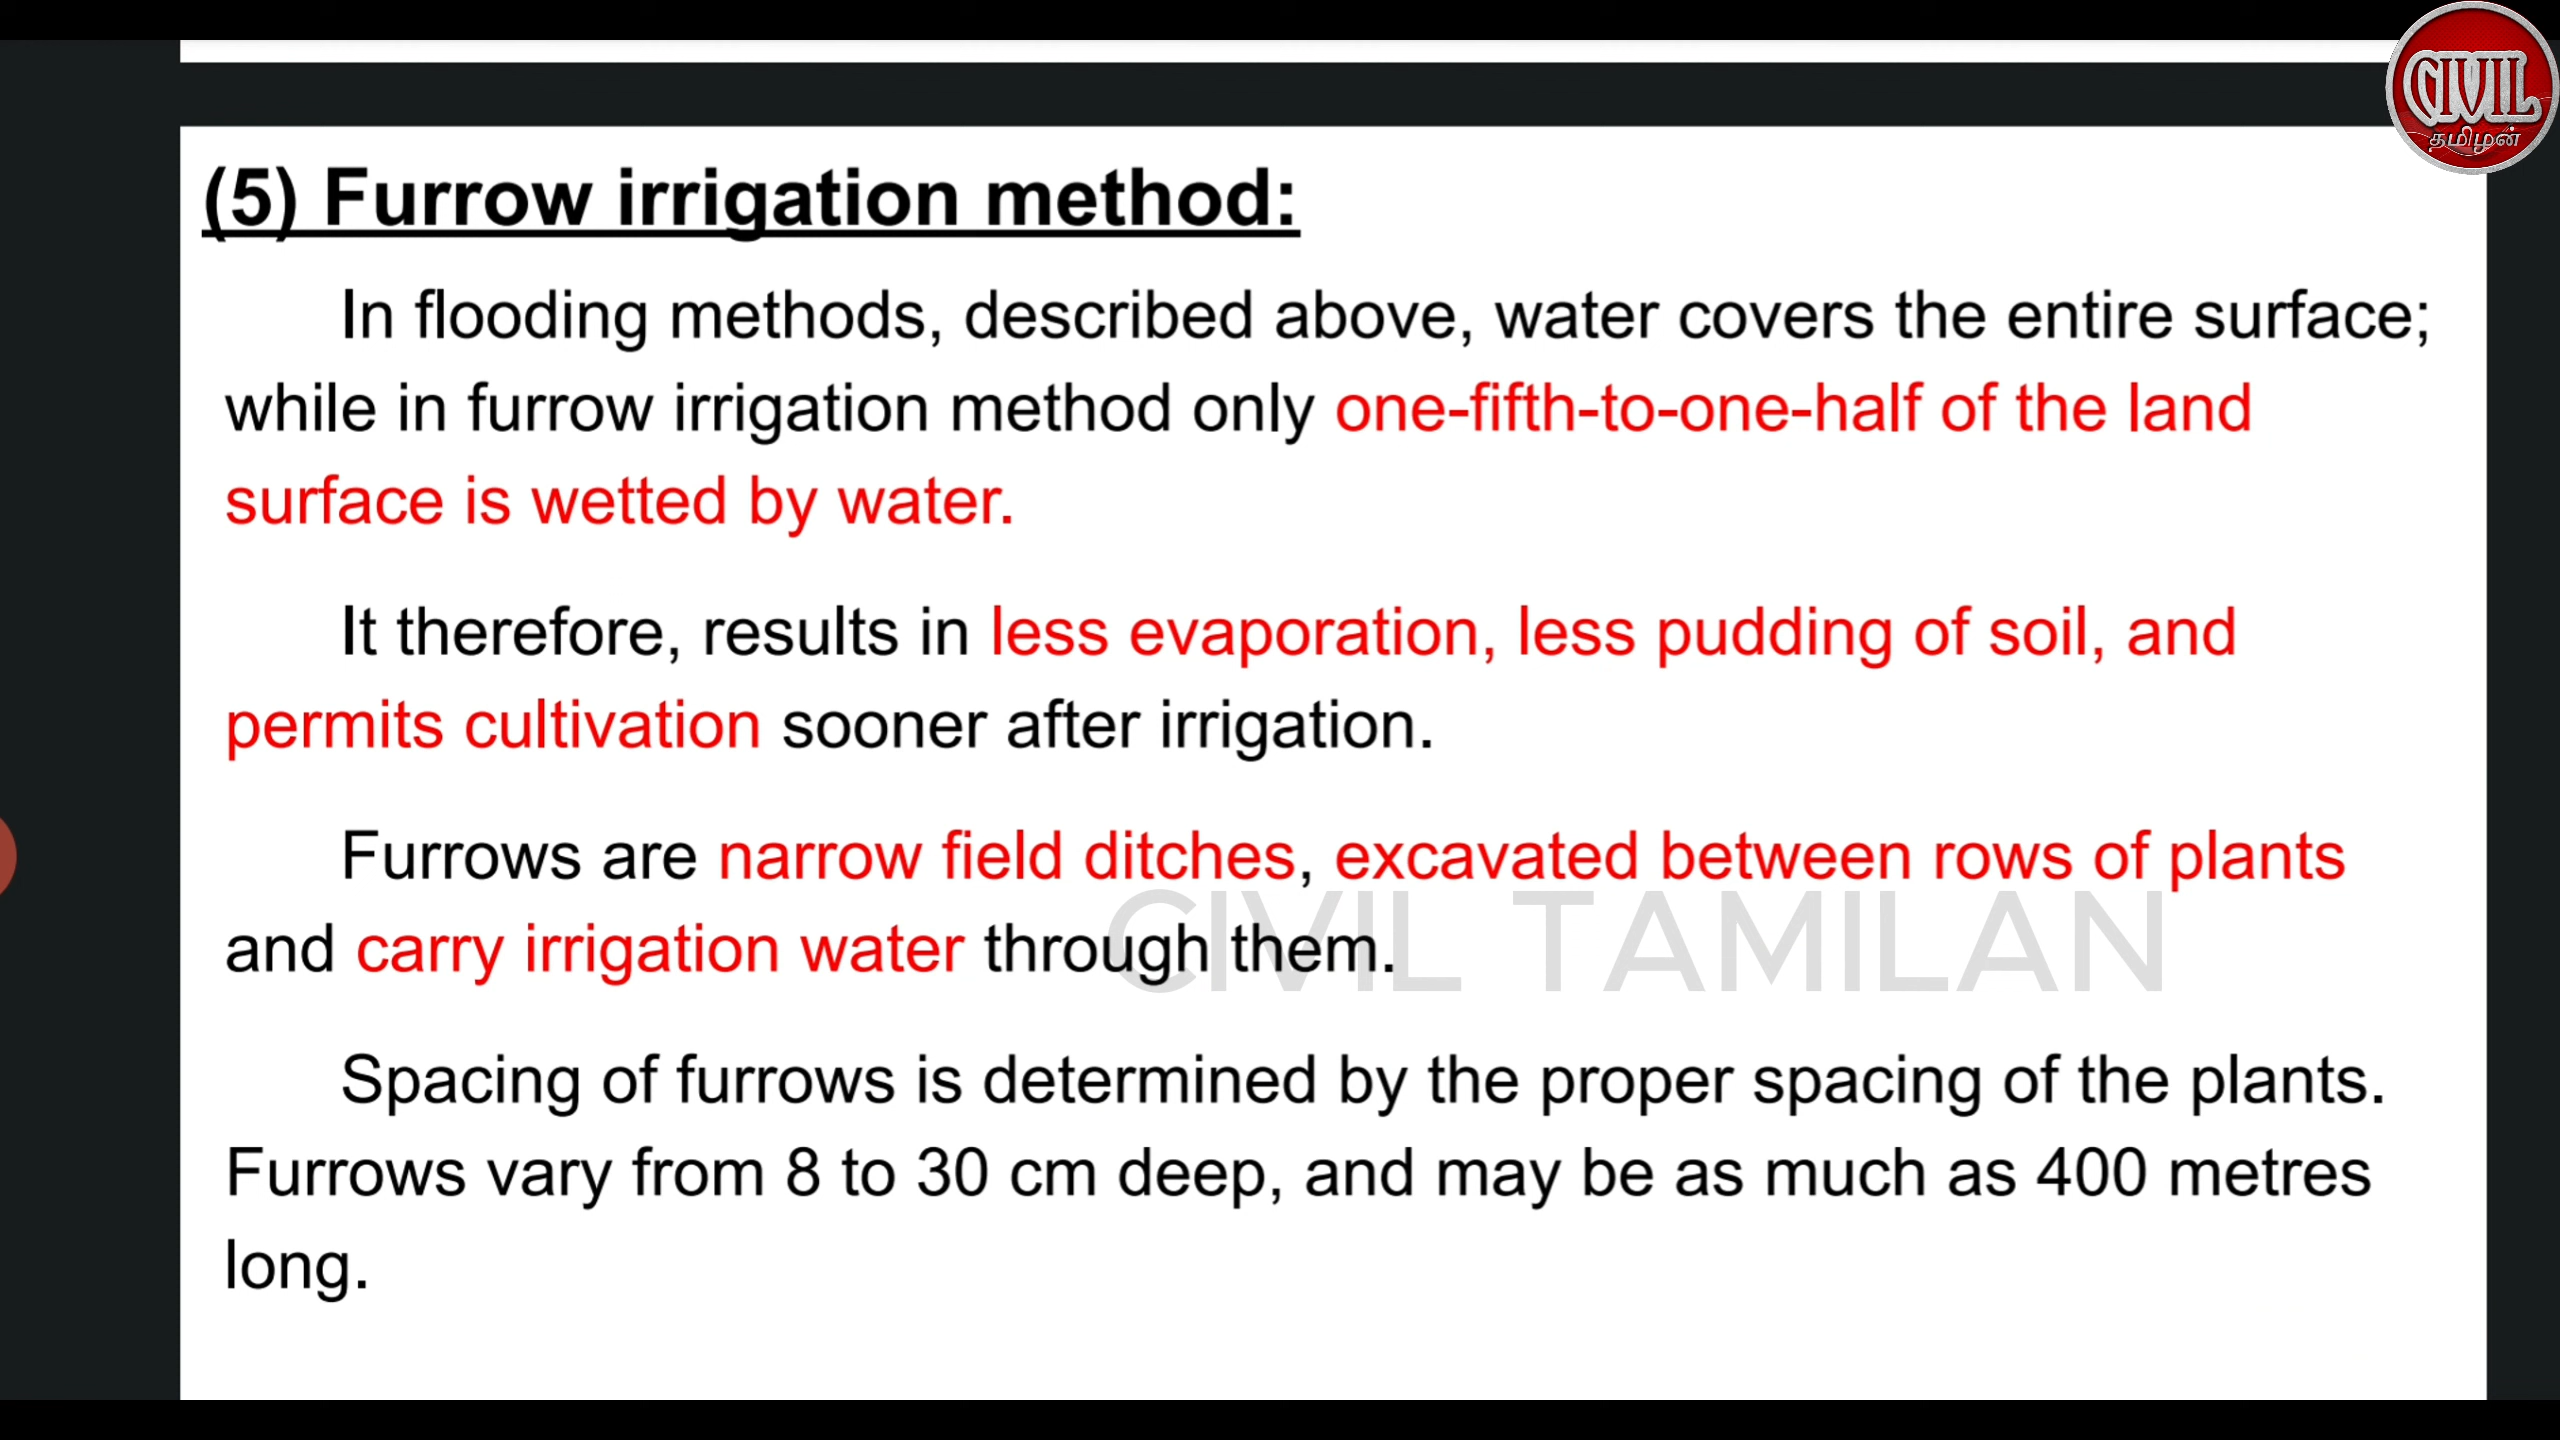 CIVIL
தமிழன்
(5) Furrow irrigation method:
In flooding methods, described above, water covers the entire surface;
while in furrow irrigation method only one-fifth-to-one-half of the land
surface is wetted by water.
It therefore, results in less evaporation, less pudding of soil, and
permits cultivation sooner after irrigation.
Furrows are narrow field ditches, excavated between rows of plants
and carry irrigation water through them.
CIVIL TAMILAN
Spacing of furrows is determined by the proper spacing of the plants.
Furrows vary from 8 to 30 cm deep, and may be as much as 400 metres
long.